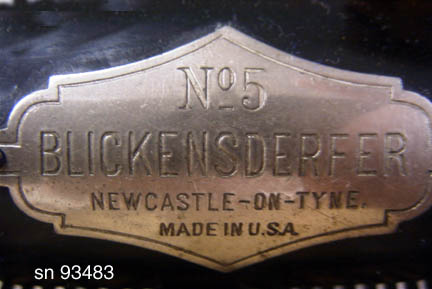 Nº5
BLICKENSDERFER
NEWCASTLE-ON-TYNE.
MADE IN U.S.A.
sn 93483